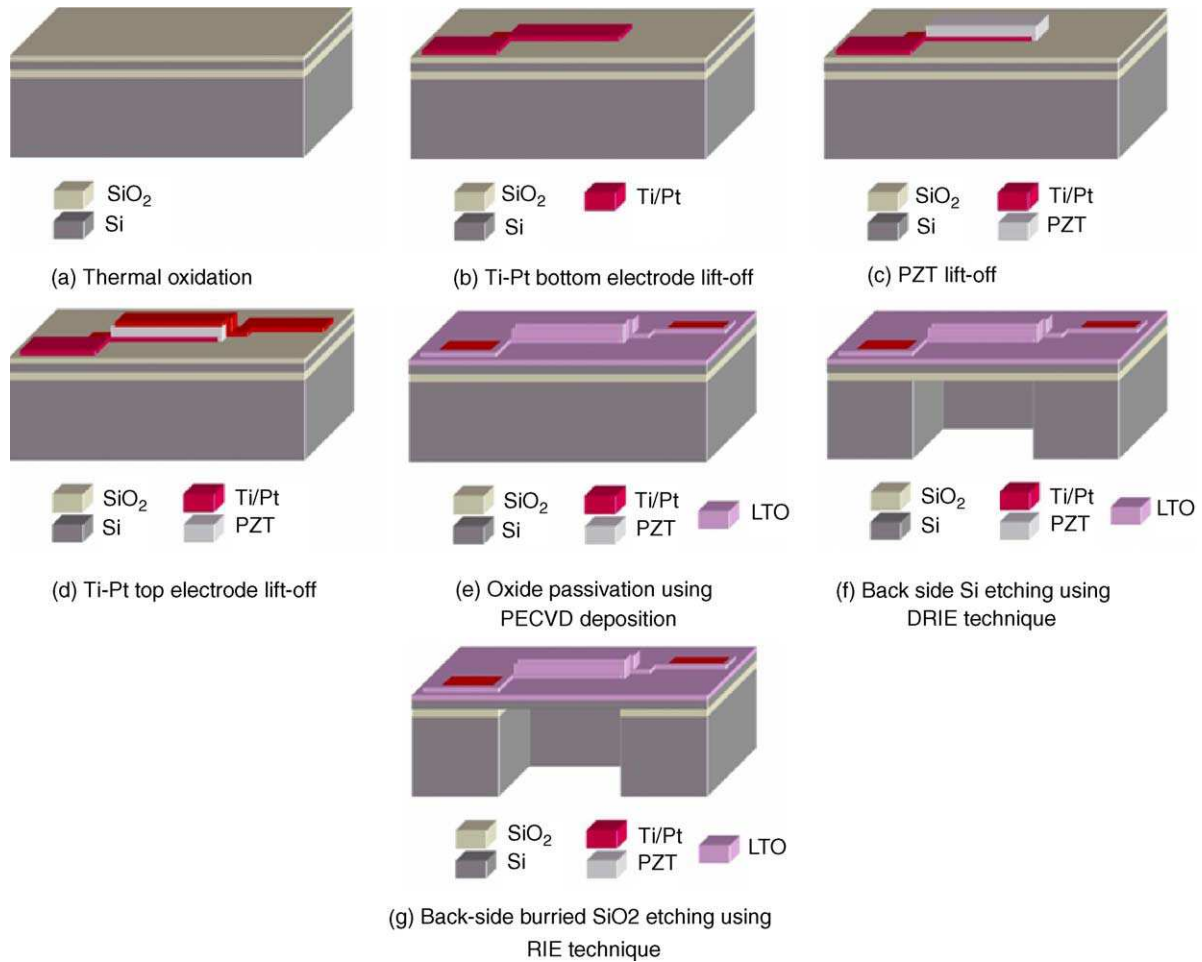 SiO2
Si
(a) Thermal oxidation
SiO2 Ti/Pt
Si
(b) Ti-Pt bottom electrode lift-off
SiO2 Ti/Pt
Si PZT
(c) PZT lift-off
SiO2 Ti/Pt
Si PZT
(d) Ti-Pt top electrode lift-off
SiO2 Ti/Pt LTO
Si PZT
(e) Oxide passivation using
PECVD deposition
SiO2 Ti/Pt LTO
Si PZT
(f) Back side Si etching using
DRIE technique
SiO2 Ti/Pt LTO
Si PZT
(g) Back-side burried SiO2 etching using
RIE technique